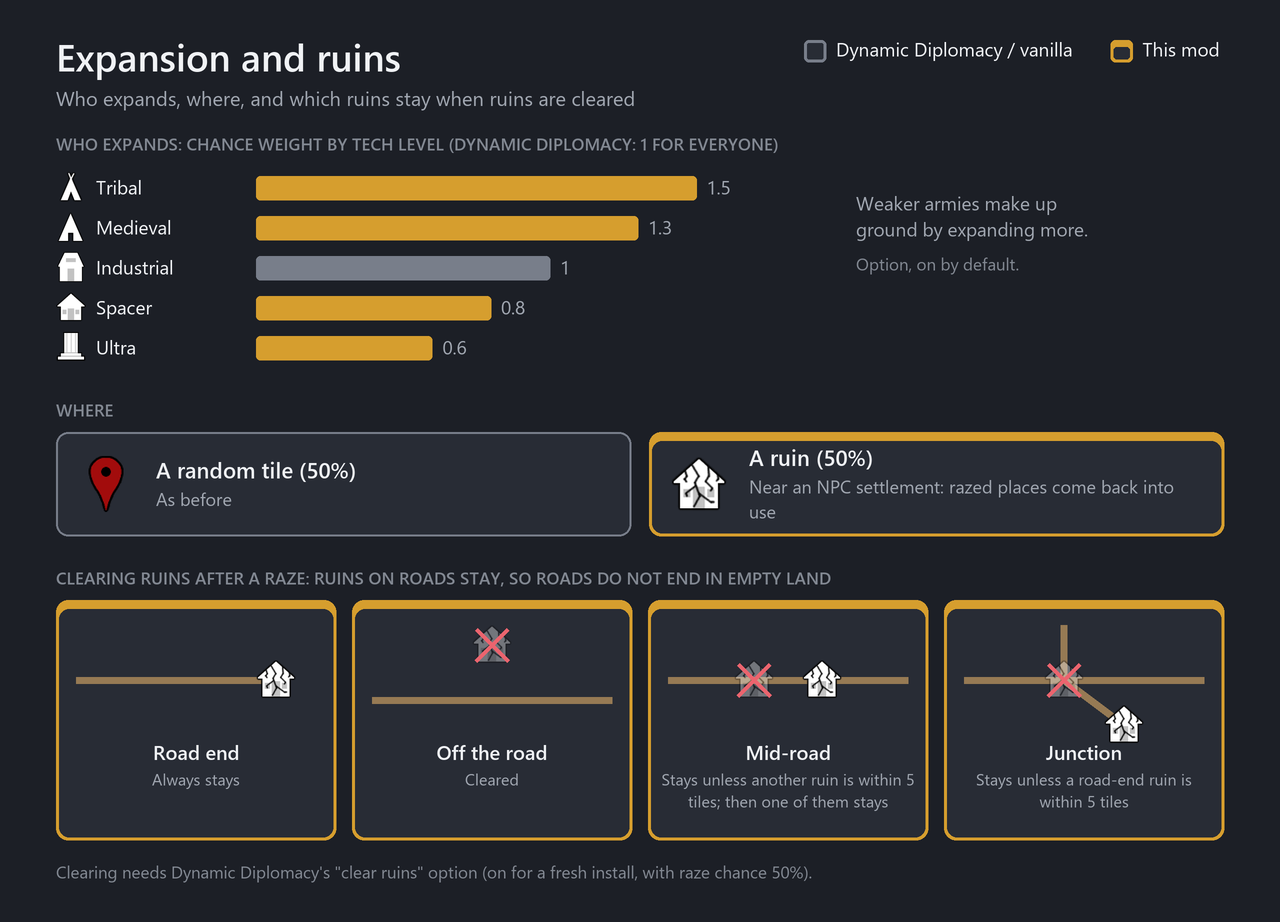 Expansion and ruins
Dynamic Diplomacy / vanilla
This mod
Who expands, where, and which ruins stay when ruins are cleared
WHO EXPANDS: CHANCE WEIGHT BY TECH LEVEL (DYNAMIC DIPLOMACY: 1 FOR EVERYONE)
Tribal 1.5
Medieval 1.3
Industrial 1
Spacer 0.8
Ultra 0.6
Weaker armies make up
ground by expanding more.
Option, on by default.
WHERE
A random tile (50%)
As before
A ruin (50%)
Near an NPC settlement: razed places come back into
use
CLEARING RUINS AFTER A RAZE: RUINS ON ROADS STAY, SO ROADS DO NOT END IN EMPTY LAND
Road end
Always stays
Off the road
Cleared
Mid-road
Stays unless another ruin is within 5
tiles; then one of them stays
Junction
Stays unless a road-end ruin is
within 5 tiles
Clearing needs Dynamic Diplomacy's "clear ruins" option (on for a fresh install, with raze chance 50%).